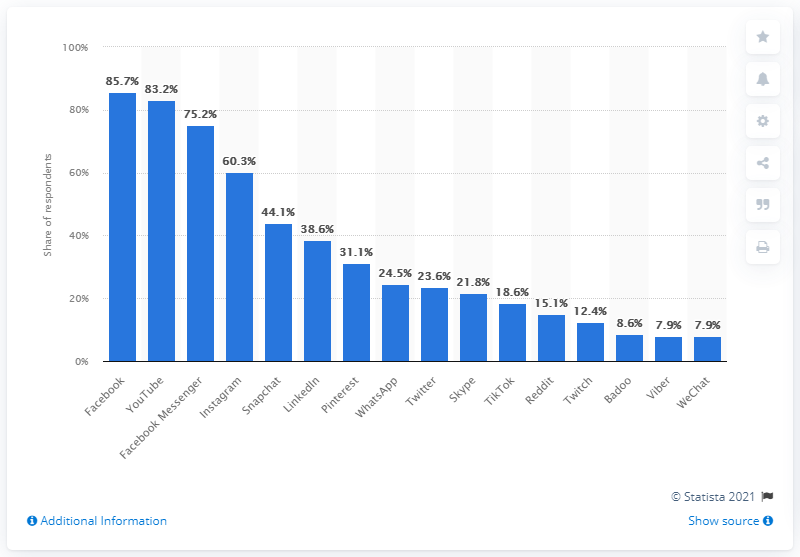 100%
80%
60%
40%
20%
0%
Share of respondents
85.7%
83.2%
75.2%
60.3%
44.1%
38.6%
31.1%
24.5%
23.6%
21.8%
18.6%
15.1%
12.4%
8.6%
7.9%
7.9%
Facebook
YouTube
Facebook Messenger
Instagram
Snapchat
LinkedIn
Pinterest
WhatsApp
Twitter
Skype
TikTok
Reddit
Twitch
Badoo
Viber
WeChat
© Statista 2021
Additional Information
Show source